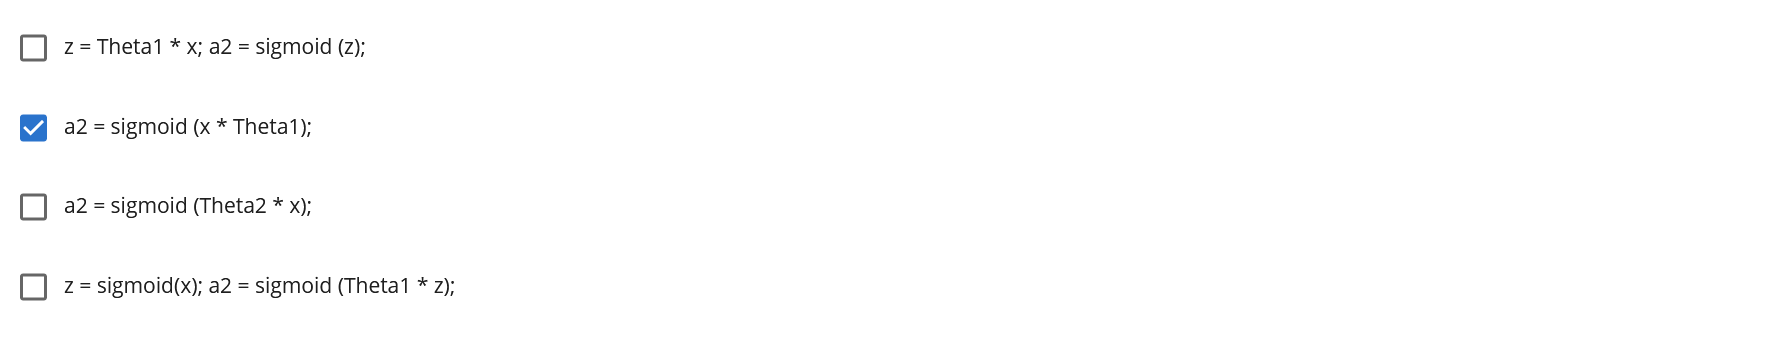 z = Theta1 * x; a2 = sigmoid (z);
a2 = sigmoid (x * Theta1);
a2 = sigmoid (Theta2 * x);
z = sigmoid(x); a2 = sigmoid (Theta1 * z);